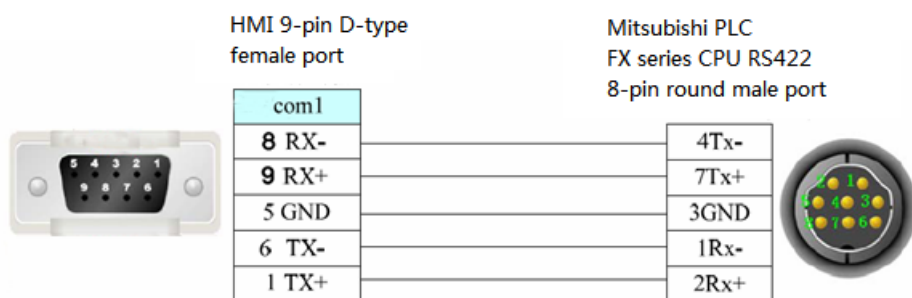 HMI 9-pin D-type
female port
Mitsubishi PLC
FX series CPU RS422
8-pin round male port
com1
8 RX- 4Tx-
9 RX+ 7Tx+
5 GND 3GND
6 TX- 1Rx-
1 TX+ 2Rx+
5 4 3 2 1
9 8 7 6
2 1
5 4 3
8 7 6